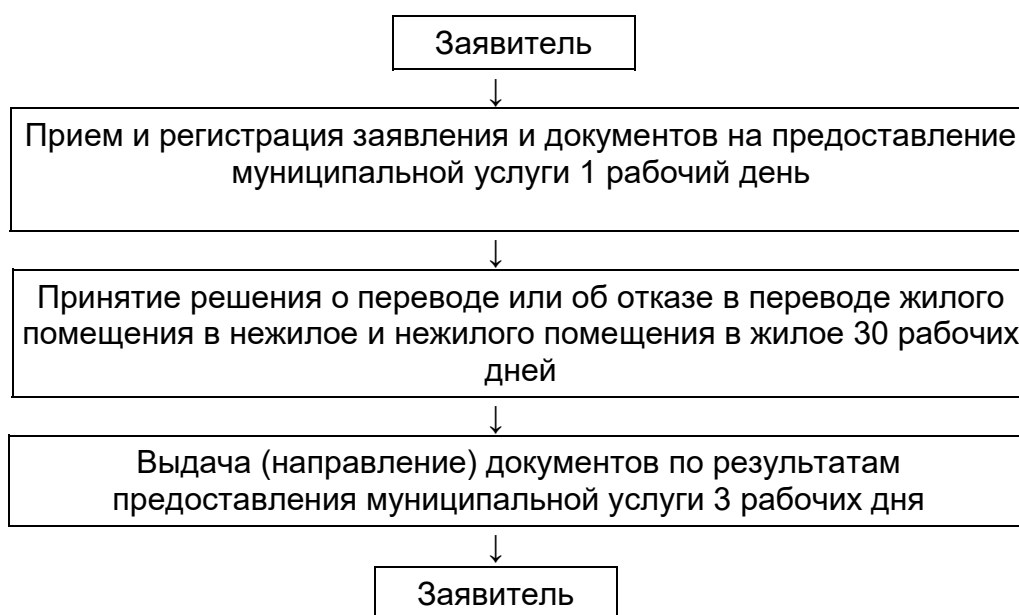 Заявитель
↓
Прием и регистрация заявления и документов на предоставление
муниципальной услуги 1 рабочий день
↓
Принятие решения о переводе или об отказе в переводе жилого
помещения в нежилое и нежилого помещения в жилое 30 рабочих
дней
↓
Выдача (направление) документов по результатам
предоставления муниципальной услуги 3 рабочих дня
↓
Заявитель